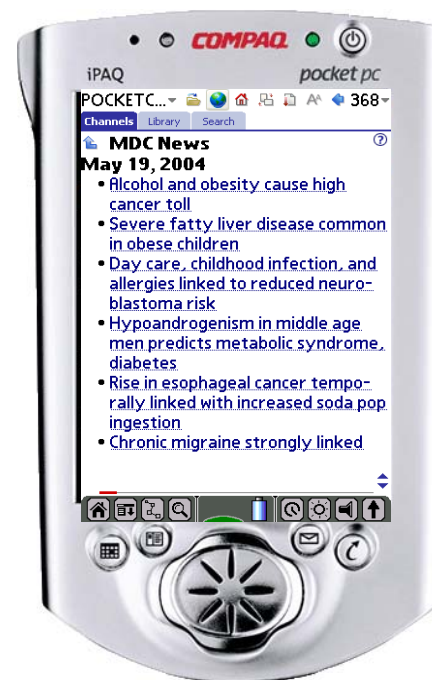 COMPAQ
iPAQ pocket pc
POCKETC... 368
Channels Library Search
MDC News
May 19, 2004
• Alcohol and obesity cause high
cancer toll
• Severe fatty liver disease common
in obese children
• Day care, childhood infection, and
allergies linked to reduced neuro-
blastoma risk
• Hypoandrogenism in middle age
men predicts metabolic syndrome,
diabetes
• Rise in esophageal cancer tempo-
rally linked with increased soda pop
ingestion
• Chronic migraine strongly linked